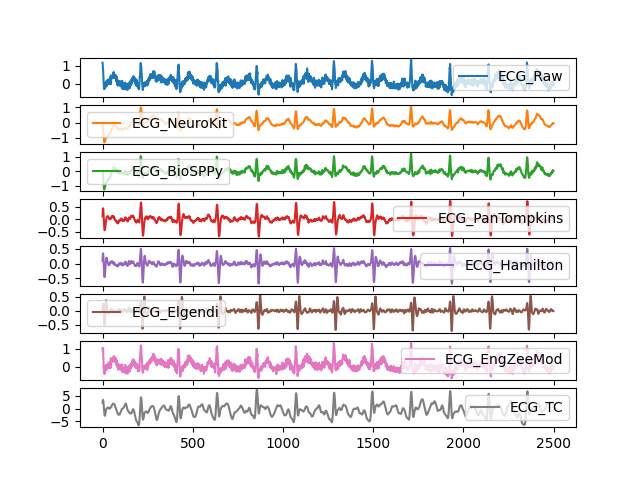 1
0
ECG_Raw
1
0
−1
ECG_NeuroKit
1
0
−1
ECG_BioSPPy
0.5
0.0
−0.5
ECG_PanTompkins
0.5
0.0
−0.5
ECG_Hamilton
0.5
0.0
−0.5
ECG_Elgendi
1
0
ECG_EngZeeMod
5
0
−5
ECG_TC
0 500 1000 1500 2000 2500